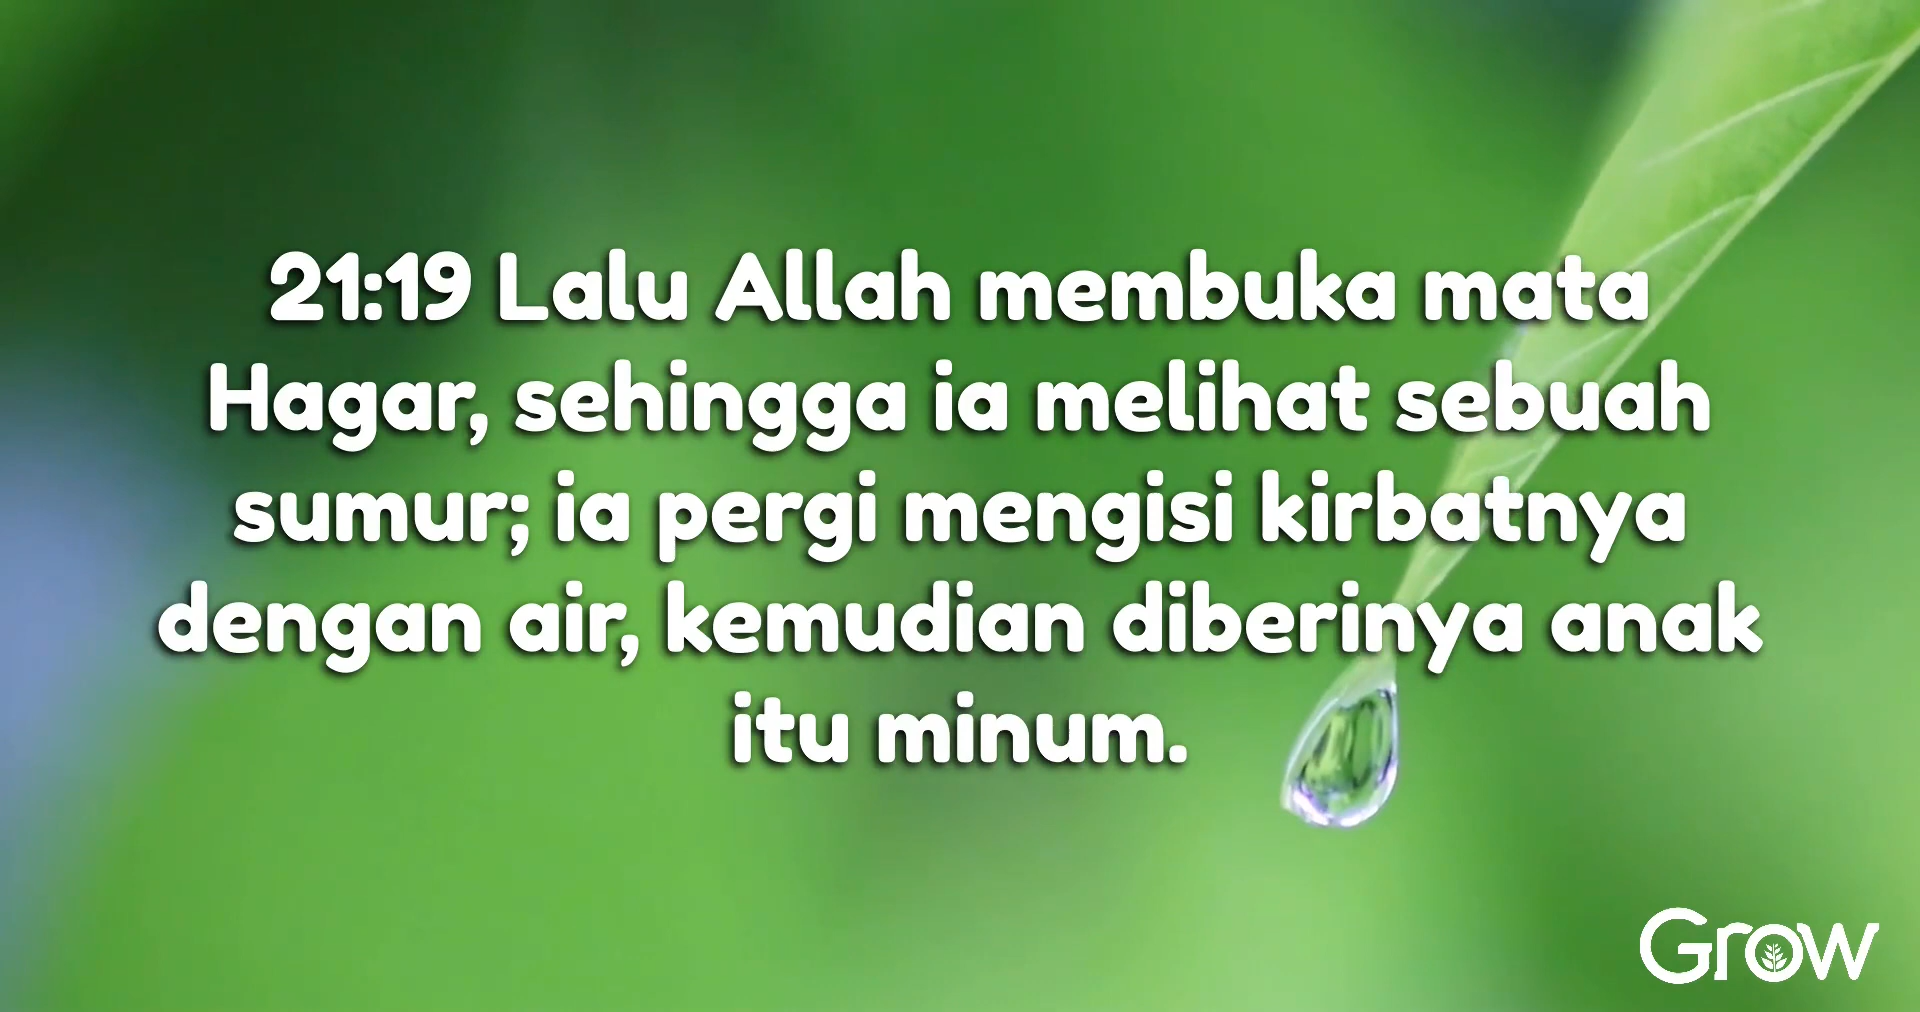 21:19 Lalu Allah membuka mata
Hagar, sehingga ia melihat sebuah
sumur; ia pergi mengisi kirbatnya
dengan air, kemudian diberinya anak
itu minum.
Grow